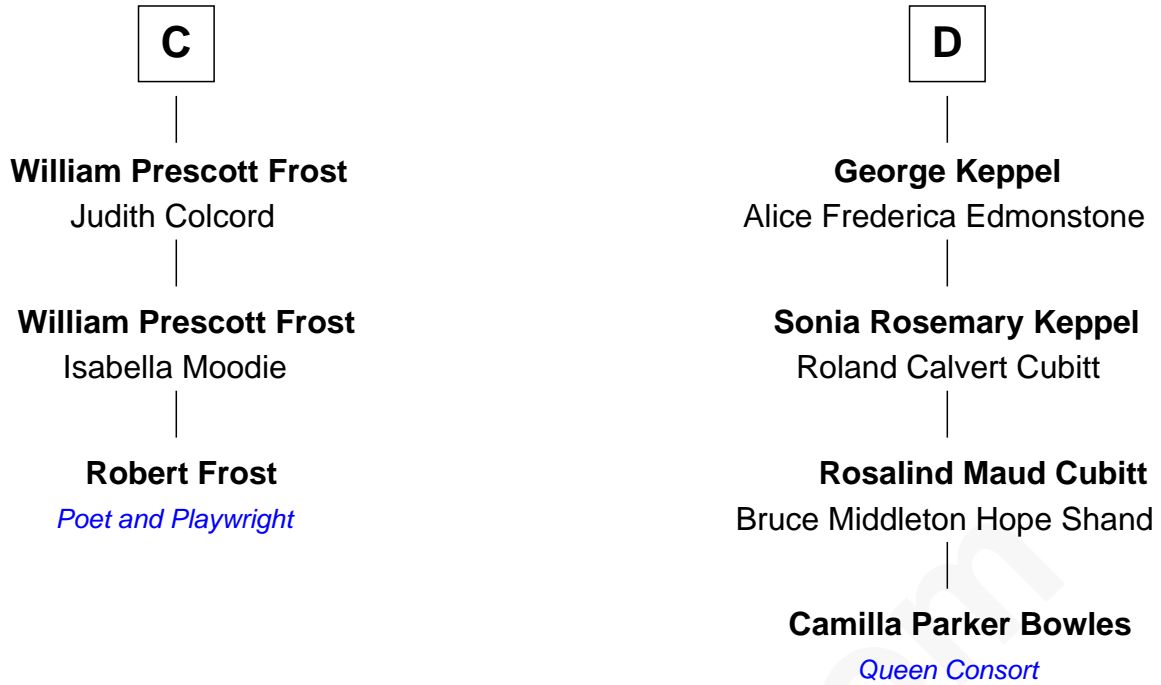 C
William Prescott Frost
Judith Colcord
William Prescott Frost
Isabella Moodie
Robert Frost
Poet and Playwright
D
George Keppel
Alice Frederica Edmonstone
Sonia Rosemary Keppel
Roland Calvert Cubitt
Rosalind Maud Cubitt
Bruce Middleton Hope Shand
Camilla Parker Bowles
Queen Consort